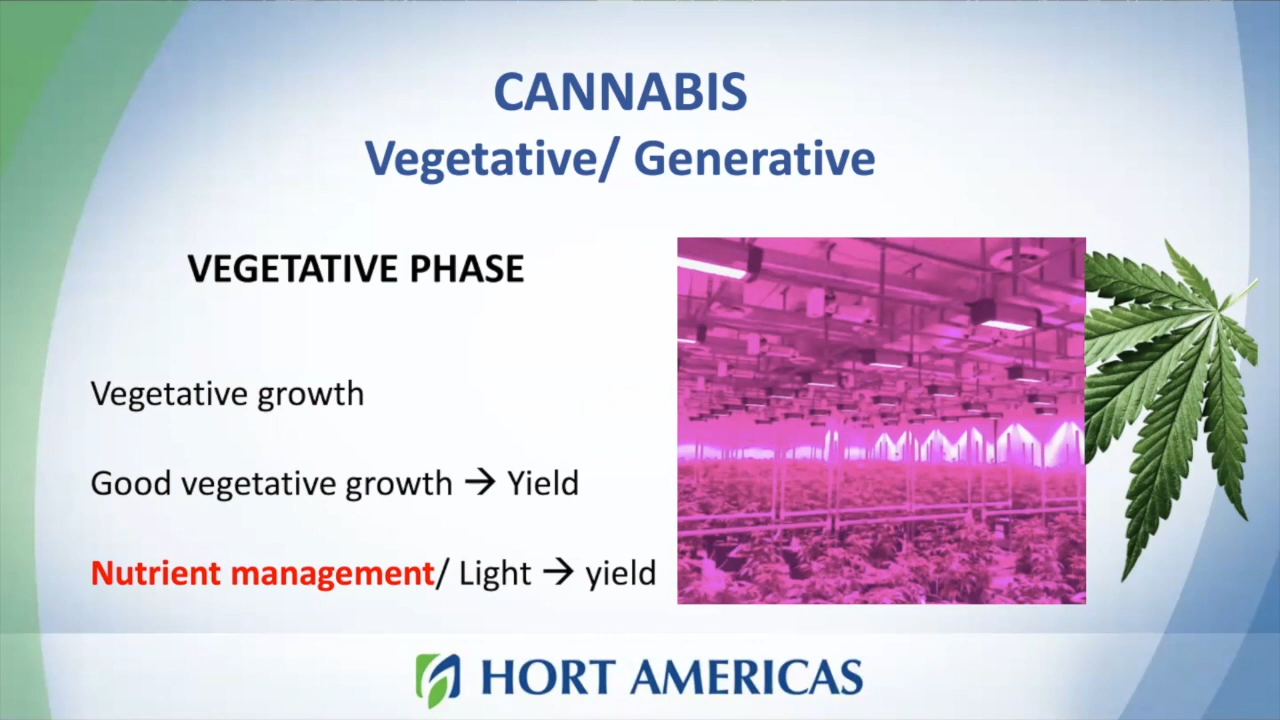 CANNABIS
Vegetative/ Generative
VEGETATIVE PHASE
Vegetative growth
Good vegetative growth → Yield
Nutrient management/ Light → yield
HORT AMERICAS